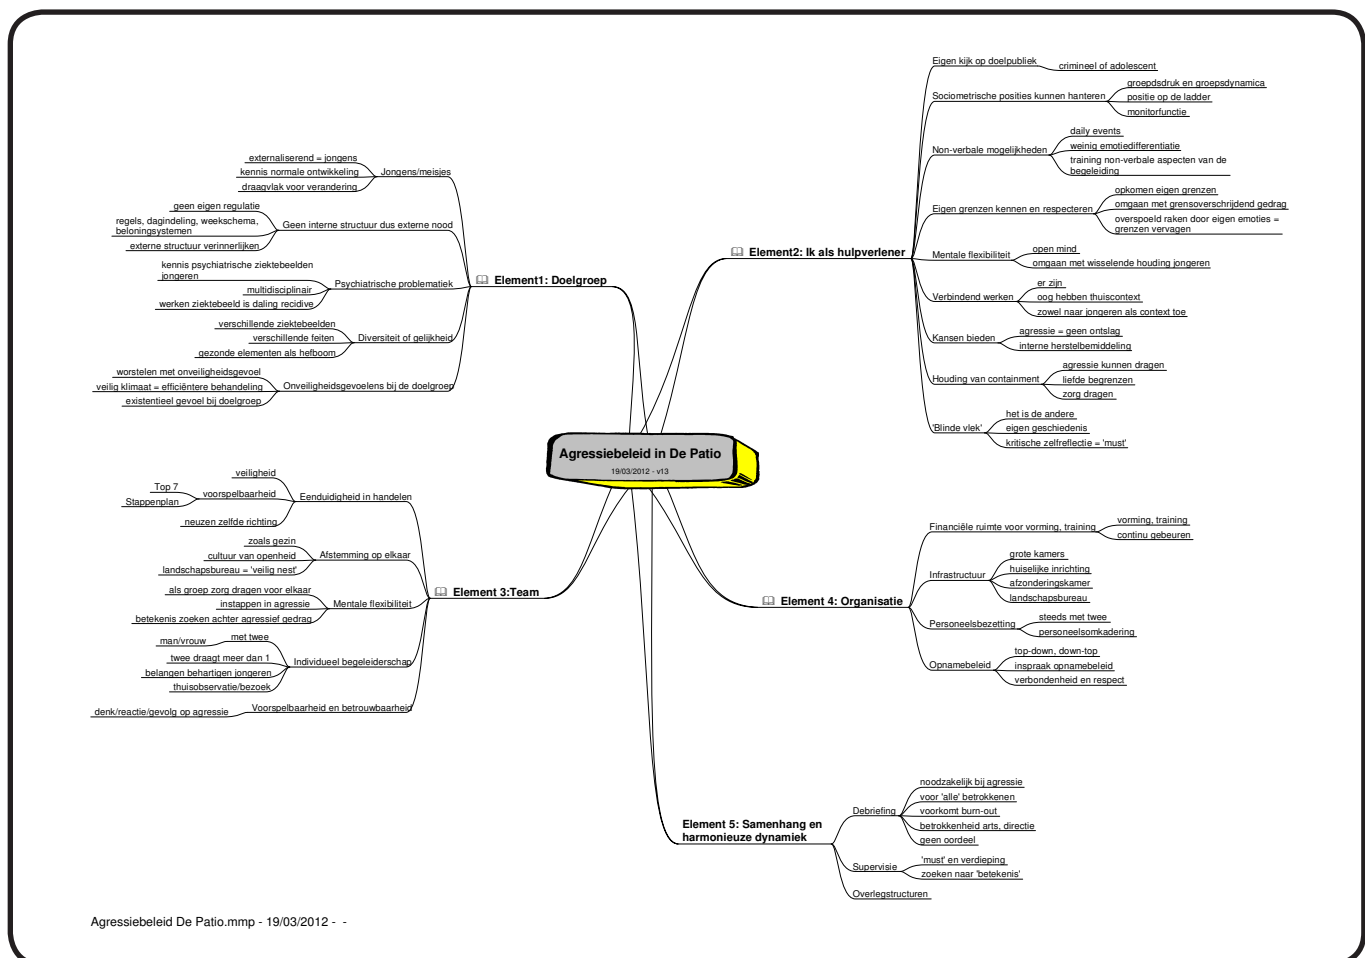 Agressiebeleid in De Patio
19/03/2012 - v13
Element1: Doelgroep
Jongens/meisjes
externaliserend = jongens
kennis normale ontwikkeling
draagvlak voor verandering
Geen interne structuur dus externe nood
geen eigen regulatie
regels, dagindeling, weekschema,
beloningsystemen
externe structuur verinnerlijken
Psychiatrische problematiek
kennis psychiatrische ziektebeelden
jongeren
multidisciplinair
werken ziektebeeld is daling recidive
Diversiteit of gelijkheid
verschillende ziektebeelden
verschillende feiten
gezonde elementen als hefboom
Onveiligheidsgevoelens bij de doelgroep
worstelen met onveiligheidsgevoel
veilig klimaat = efficiëntere behandeling
existentieel gevoel bij doelgroep
Element2: Ik als hulpverlener
Eigen kijk op doelpubliek
crimineel of adolescent
Sociometrische posities kunnen hanteren
groepdsdruk en groepsdynamica
positie op de ladder
monitorfunctie
Non-verbale mogelijkheden
daily events
weinig emotiedifferentiatie
training non-verbale aspecten van de
begeleiding
Eigen grenzen kennen en respecteren
opkomen eigen grenzen
omgaan met grensoverschrijdend gedrag
overspoeld raken door eigen emoties =
grenzen vervagen
Mentale flexibiliteit
open mind
omgaan met wisselende houding jongeren
Verbindend werken
er zijn
oog hebben thuiscontext
zowel naar jongeren als context toe
Kansen bieden
agressie = geen ontslag
interne herstelbemiddeling
Houding van containment
agressie kunnen dragen
liefde begrenzen
zorg dragen
'Blinde vlek'
het is de andere
eigen geschiedenis
kritische zelfreflectie = 'must'
Element 3:Team
Eenduidigheid in handelen
veiligheid
voorspelbaarheid
Top 7
Stappenplan
neuzen zelfde richting
Afstemming op elkaar
zoals gezin
cultuur van openheid
landschapsbureau = 'veilig nest'
Mentale flexibiliteit
als groep zorg dragen voor elkaar
instappen in agressie
betekenis zoeken achter agressief gedrag
Individueel begeleiderschap
met twee
man/vrouw
twee draagt meer dan 1
belangen behartigen jongeren
thuisobservatie/bezoek
Voorspelbaarheid en betrouwbaarheid
denk/reactie/gevolg op agressie
Element 4: Organisatie
Financiële ruimte voor vorming, training
vorming, training
continu gebeuren
Infrastructuur
grote kamers
huiselijke inrichting
afzonderingskamer
landschapsbureau
Personeelsbezetting
steeds met twee
personeelsomkadering
Opnamebeleid
top-down, down-top
inspraak opnamebeleid
verbondenheid en respect
Element 5: Samenhang en
harmonieuze dynamiek
Debriefing
noodzakelijk bij agressie
voor 'alle' betrokkenen
voorkomt burn-out
betrokkenheid arts, directie
geen oordeel
Supervisie
'must' en verdieping
zoeken naar 'betekenis'
Overlegstructuren
Agressiebeleid De Patio.mmp - 19/03/2012 - -